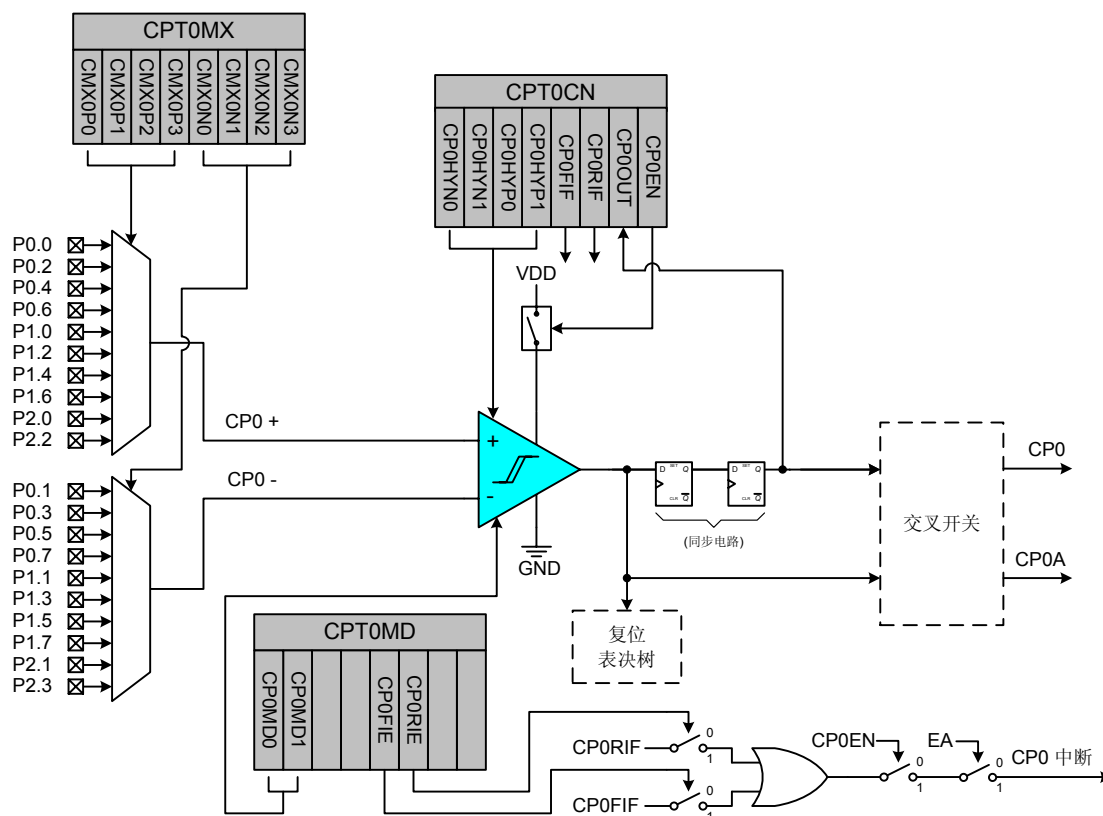 CPT0MX
CMX0P0
CMX0P1
CMX0P2
CMX0P3
CMX0N0
CMX0N1
CMX0N2
CMX0N3
CPT0CN
CP0HYN0
CP0HYN1
CP0HYP0
CP0HYP1
CP0FIF
CP0RIF
CP0OUT
CP0EN
P0.0
P0.2
P0.4
P0.6
P1.0
P1.2
P1.4
P1.6
P2.0
P2.2
VDD
CP0 +
+
CP0 -
-
GND
P0.1
P0.3
P0.5
P0.7
P1.1
P1.3
P1.5
P1.7
P2.1
P2.3
D SET Q
CLR Q
D SET Q
CLR Q
(同步电路)
交叉开关
CP0
CP0A
复位
表决树
CPT0MD
CP0MD0
CP0MD1
CP0FIE
CP0RIE
CP0RIF
0
1
CP0FIF
0
1
CP0EN
0
1
EA
0
1
CP0 中断